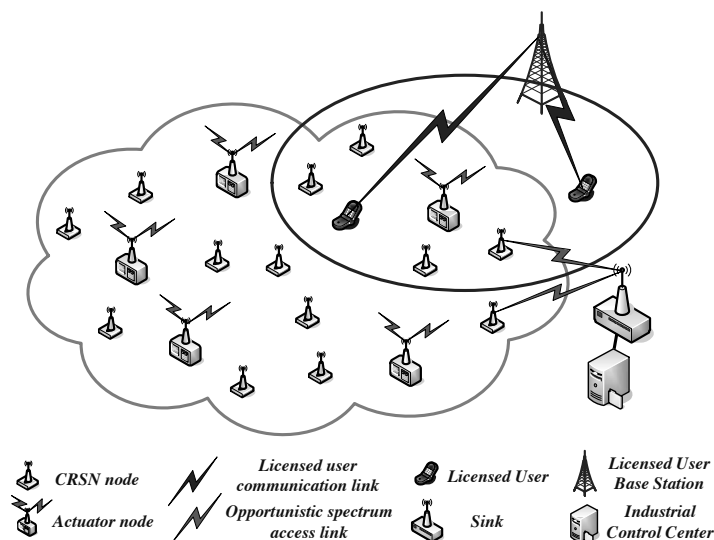 CRSN node
Licensed user
communication link
Licensed User
Licensed User
Base Station
Actuator node
Opportunistic spectrum
access link
Sink
Industrial
Control Center